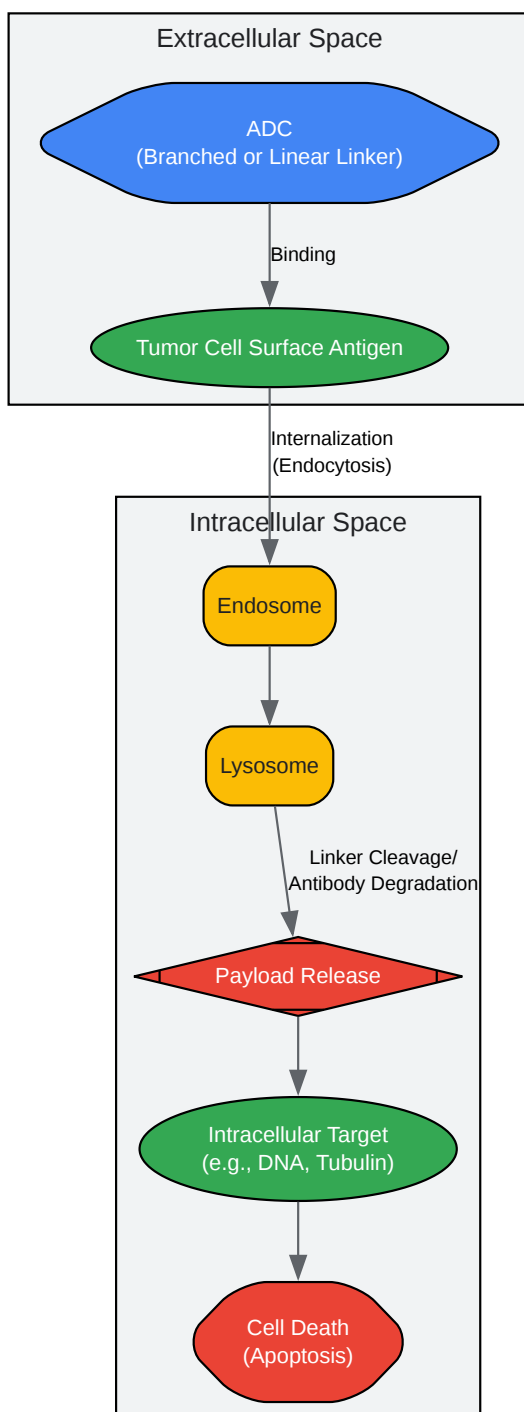 Extracellular Space
ADC
(Branched or Linear Linker)
Binding
Tumor Cell Surface Antigen
Internalization
(Endocytosis)
Intracellular Space
Endosome
Lysosome
Linker Cleavage/
Antibody Degradation
Payload Release
Intracellular Target
(e.g., DNA, Tubulin)
Cell Death
(Apoptosis)